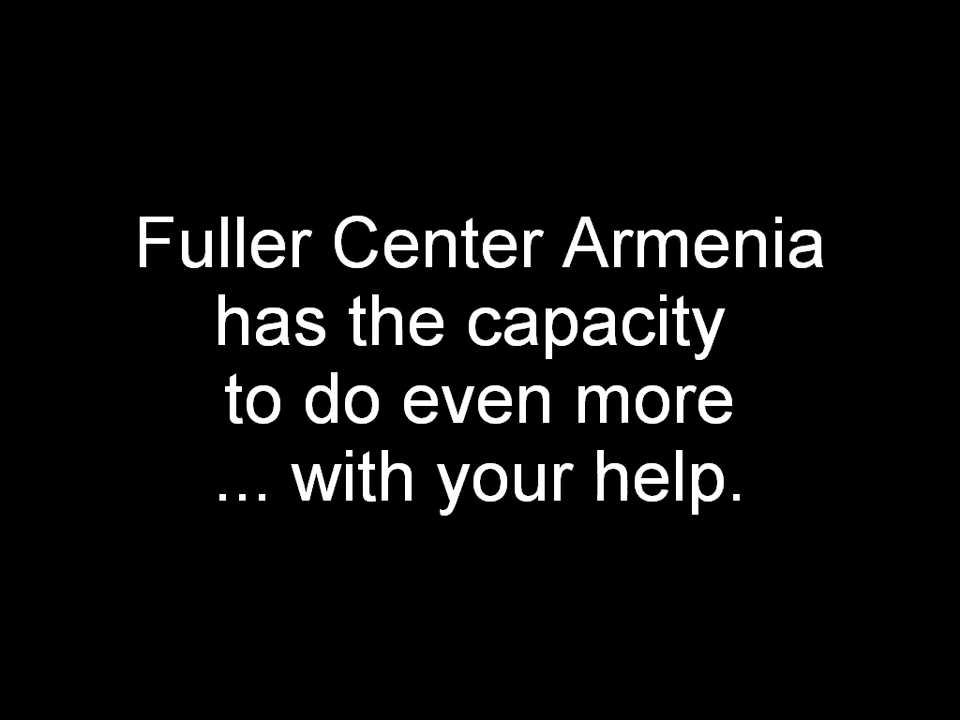 Fuller Center Armenia
has the capacity
to do even more
... with your help.